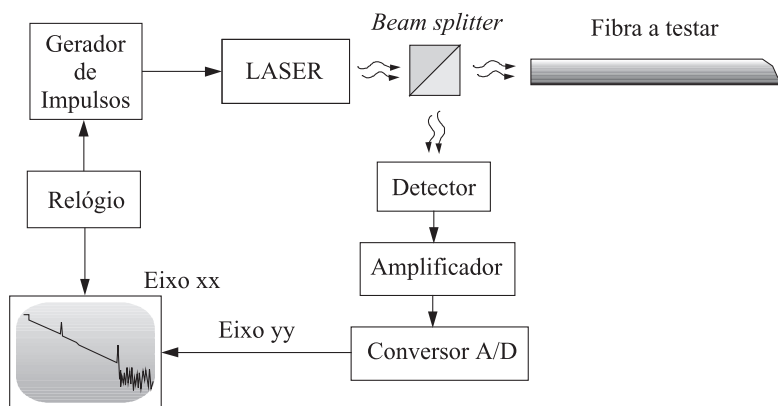 Beam splitter
Fibra a testar
Gerador
de
Impulsos
LASER
Relógio
Detector
Amplificador
Eixo xx
Eixo yy
Conversor A/D